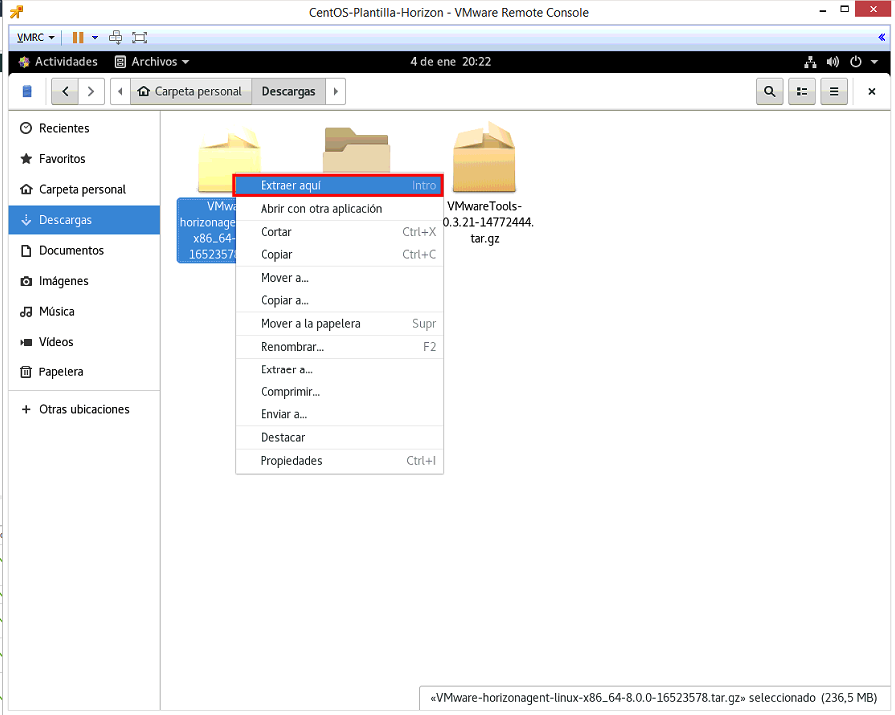 CentOS-Plantilla-Horizon - VMware Remote Console
VMRC
Actividades
Archivos
4 de ene 20:22
Carpeta personal
Descargas
Recientes
Favoritos
Carpeta personal
Descargas
Documentos
Imágenes
Música
Vídeos
Papelera
+ Otras ubicaciones
VMwa
horizonagent
x86_64-
16523578
VMwareTools-
0.3.21-14772444.
tar.gz
Extraer aquí Intro
Abrir con otra aplicación
Cortar Ctrl+X
Copiar Ctrl+C
Mover a...
Copiar a...
Mover a la papelera Supr
Renombrar... F2
Extraer a...
Comprimir...
Enviar a...
Destacar
Propiedades Ctrl+I
«VMware-horizonagent-linux-x86_64-8.0.0-16523578.tar.gz» seleccionado (236,5 MB)